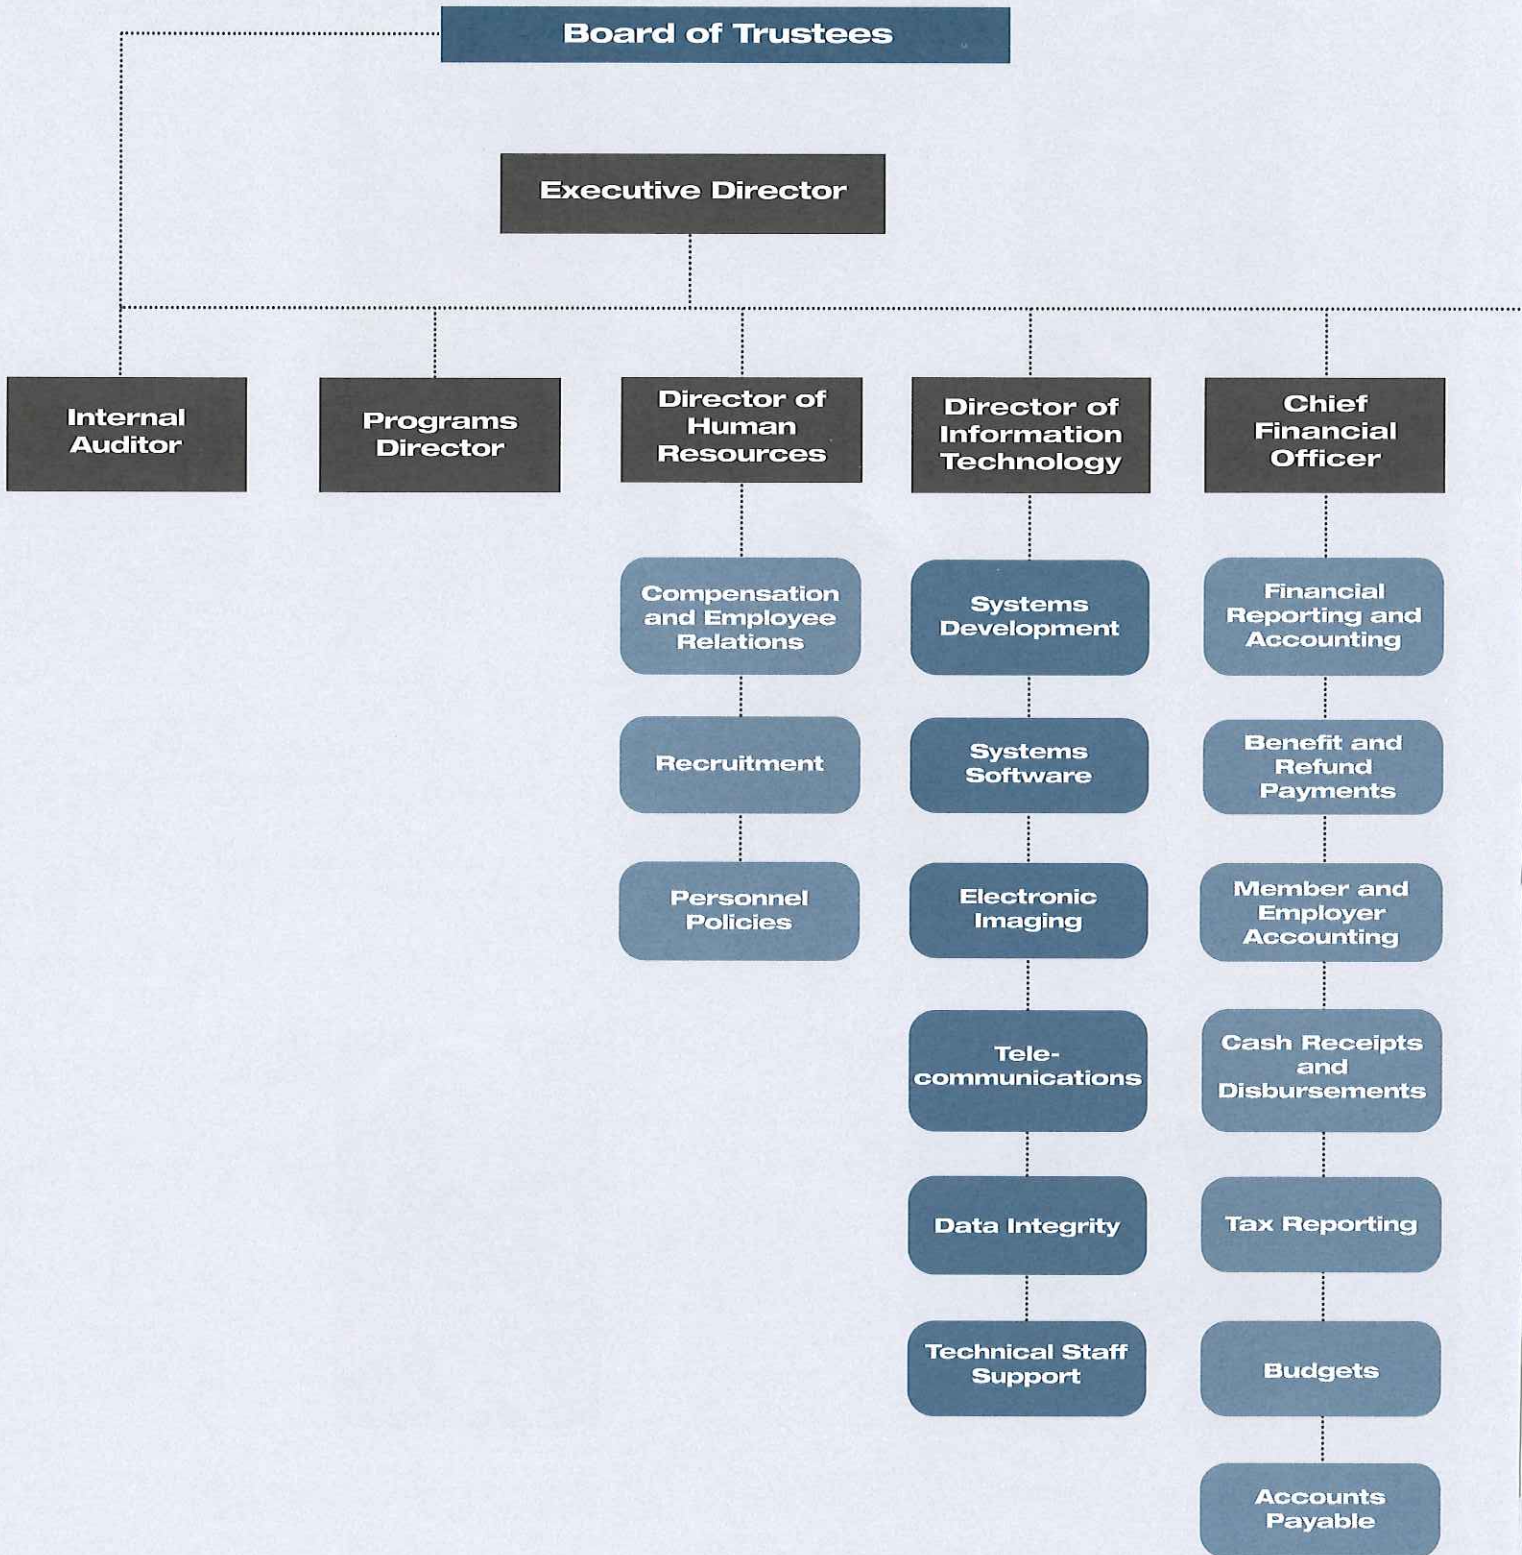 Board of Trustees
Executive Director
Internal
Auditor
Programs
Director
Director of
Human
Resources
Director of
Information
Technology
Chief
Financial
Officer
Compensation
and Employee
Relations
Recruitment
Personnel
Policies
Systems
Development
Systems
Software
Electronic
Imaging
Tele-
communications
Data Integrity
Technical Staff
Support
Financial
Reporting and
Accounting
Benefit and
Refund
Payments
Member and
Employer
Accounting
Cash Receipts
and
Disbursements
Tax Reporting
Budgets
Accounts
Payable